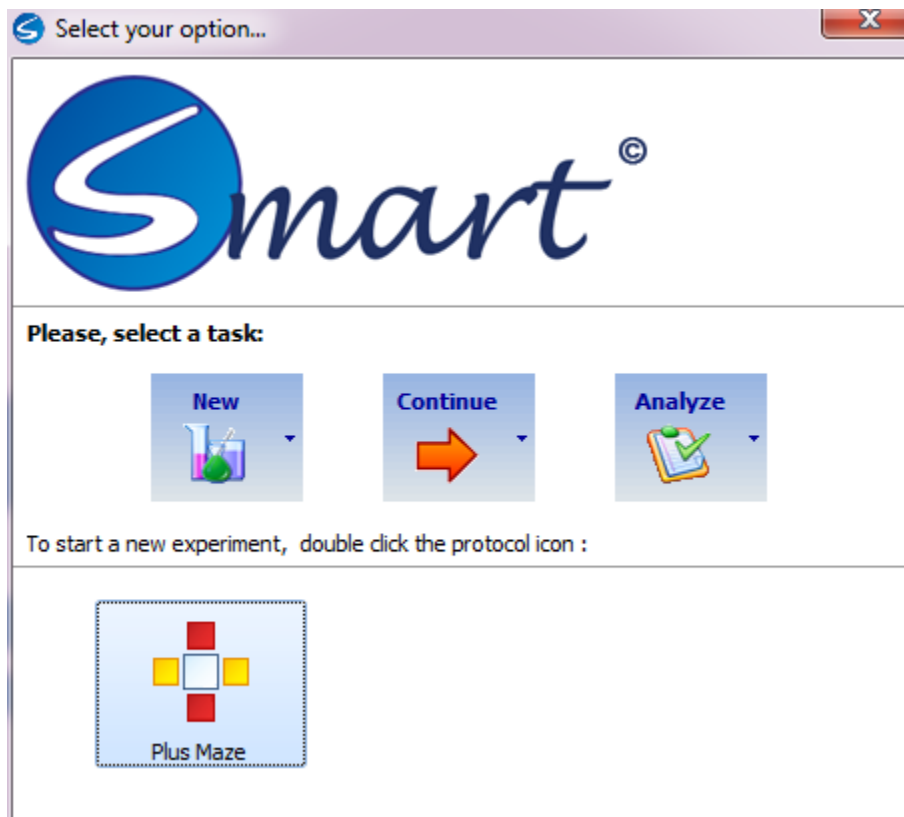 Select your option...
Smart©
Please, select a task:
New
Continue
Analyze
To start a new experiment, double click the protocol icon :
Plus Maze